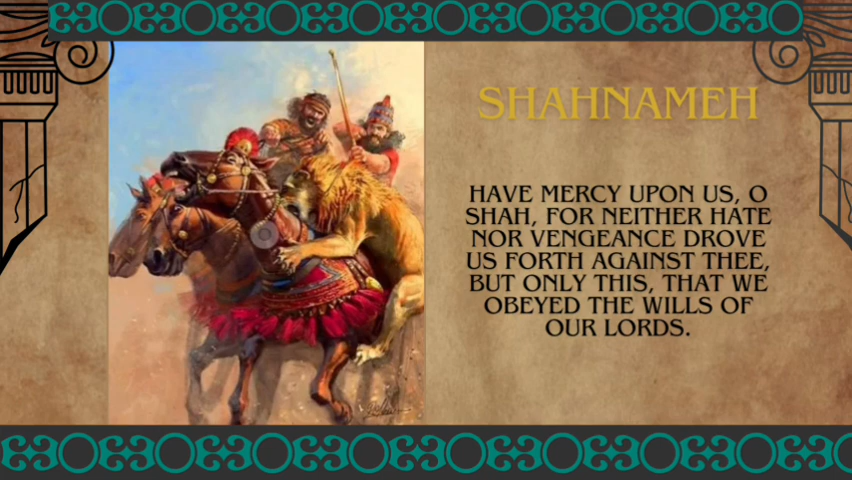 SHAHNAMEH
HAVE MERCY UPON US, O
SHAH, FOR NEITHER HATE
NOR VENGEANCE DROVE
US FORTH AGAINST THEE,
BUT ONLY THIS, THAT WE
OBEYED THE WILLS OF
OUR LORDS.